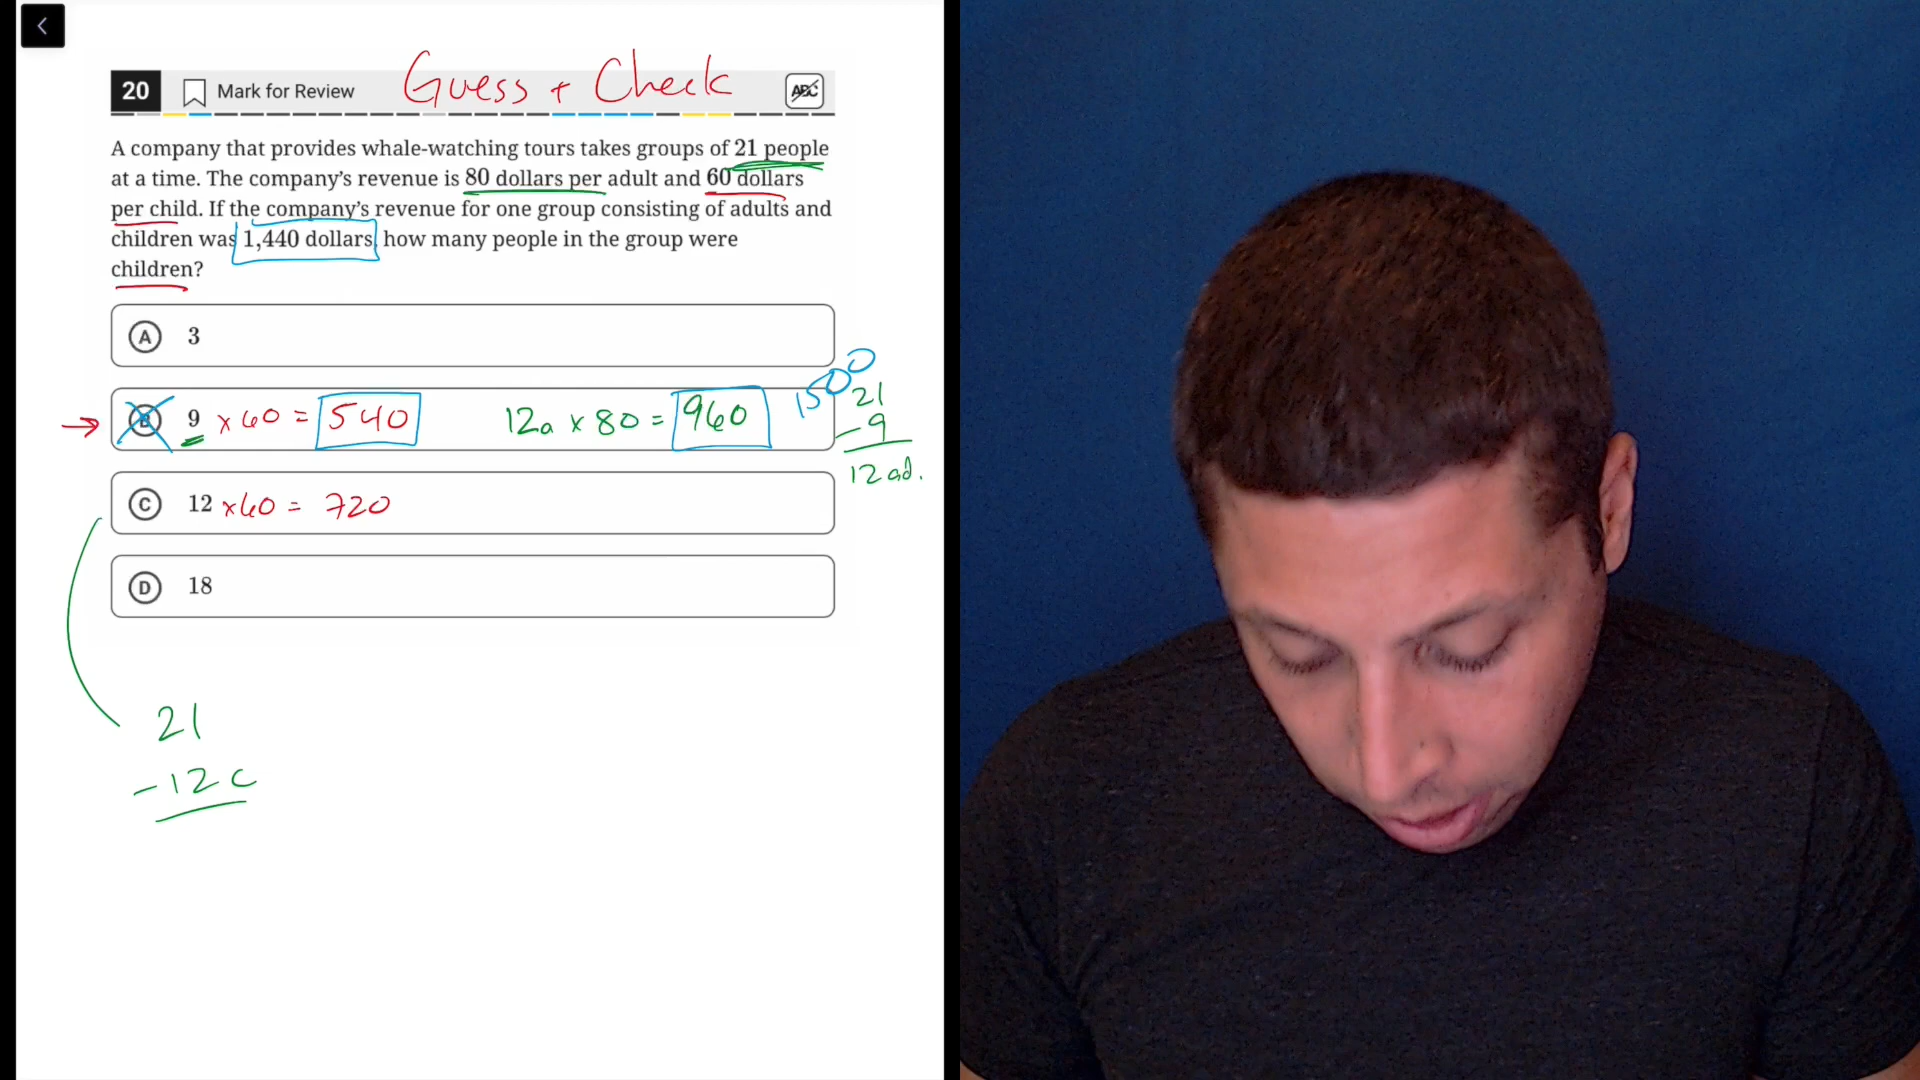 20 Mark for Review Guess + Check ABC
A company that provides whale-watching tours takes groups of 21 people
at a time. The company’s revenue is 80 dollars per adult and 60 dollars
per child. If the company’s revenue for one group consisting of adults and
children was 1,440 dollars, how many people in the group were
children?
A 3
B 9 x 60 = 540 12a x 80 = 960 1500
21
- 9
12 ad.
C 12 x60 = 720
D 18
21
- 12 c